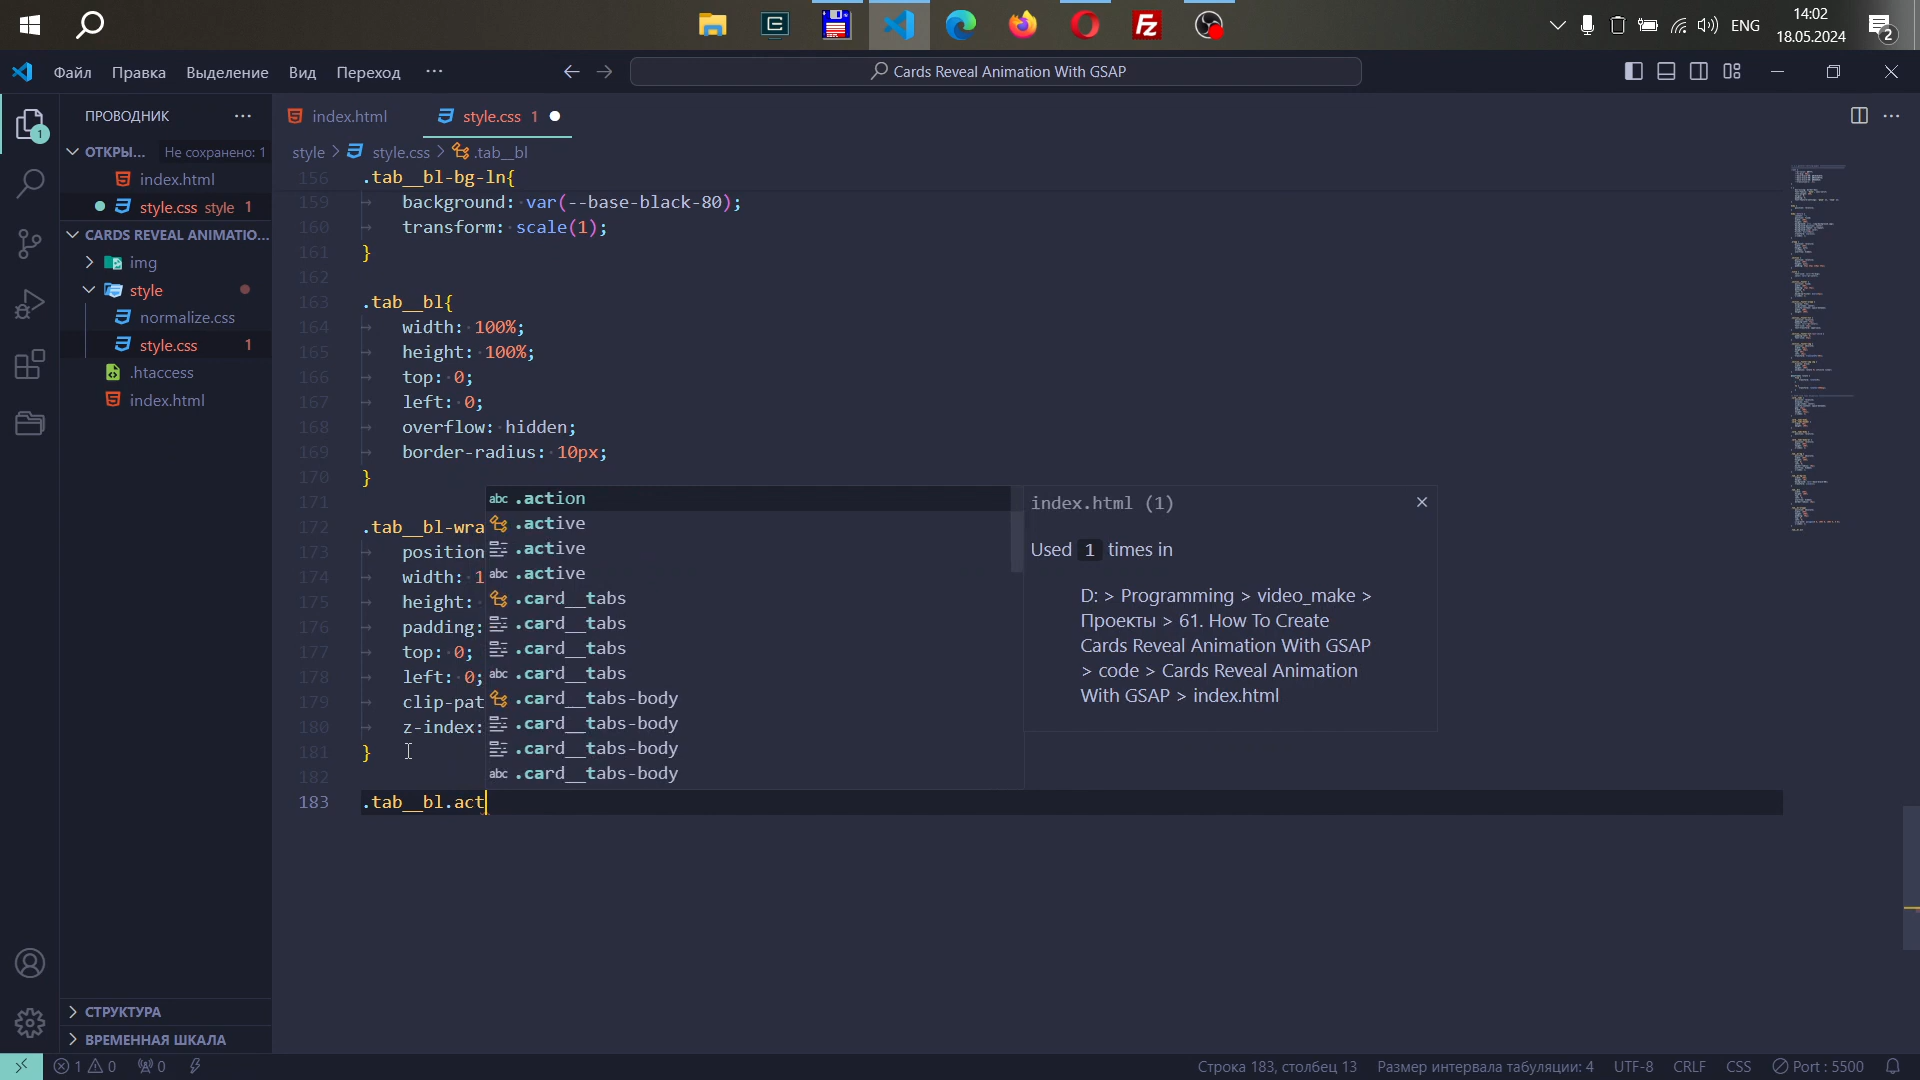 ENG
14:02
18.05.2024
2
Файл Правка Выделение Вид Переход ···
Cards Reveal Animation With GSAP
ПРОВОДНИК
ОТКРЫ... Не сохранено: 1
index.html
style.css style 1
CARDS REVEAL ANIMATIO...
img
style
normalize.css
style.css 1
.htaccess
index.html
СТРУКТУРА
ВРЕМЕННАЯ ШКАЛА
1
index.html
style.css 1
style > style.css > .tab__bl
156 .tab__bl-bg-ln{
159 background: var(--base-black-80);
160 transform: scale(1);
161 }
162
163 .tab__bl{
164 width: 100%;
165 height: 100%;
166 top: 0;
167 left: 0;
168 overflow: hidden;
169 border-radius: 10px;
170 }
171
172 .tab__bl-wra
173 position
174 width: 1
175 height:
176 padding:
177 top: 0;
178 left: 0;
179 clip-pat
180 z-index:
181 }
182
183 .tab__bl.act
abc .action
.active
.active
abc .active
.card__tabs
.card__tabs
.card__tabs
abc .card__tabs
.card__tabs-body
.card__tabs-body
.card__tabs-body
abc .card__tabs-body
index.html (1)
Used 1 times in
D: > Programming > video_make >
Проекты > 61. How To Create
Cards Reveal Animation With GSAP
> code > Cards Reveal Animation
With GSAP > index.html
1 0 0
Строка 183, столбец 13
Размер интервала табуляции: 4
UTF-8
CRLF
CSS
Port : 5500